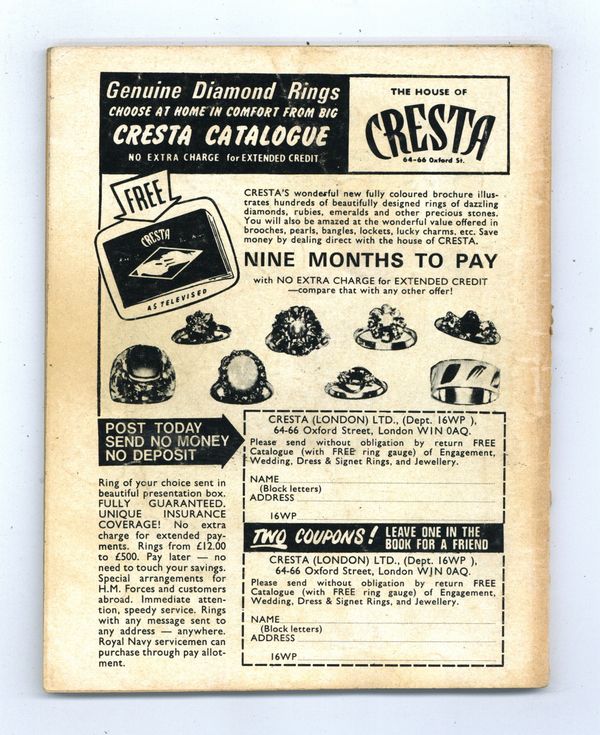 Genuine Diamond Rings
CHOOSE AT HOME IN COMFORT FROM BIG
CRESTA CATALOGUE
NO EXTRA CHARGE for EXTENDED CREDIT
THE HOUSE OF
CRESTA
64-66 Oxford St.
FREE
CRESTA
AS TELEVISED
CRESTA'S wonderful new fully coloured brochure illus-
trates hundreds of beautifully designed rings of dazzling
diamonds, rubies, emeralds and other precious stones.
You will also be amazed at the wonderful value offered in
brooches, pearls, bangles, lockets, lucky charms, etc. Save
money by dealing direct with the house of CRESTA.
NINE MONTHS TO PAY
with NO EXTRA CHARGE for EXTENDED CREDIT
—compare that with any other offer!
POST TODAY
SEND NO MONEY
NO DEPOSIT
Ring of your choice sent in
beautiful presentation box.
FULLY GUARANTEED.
UNIQUE INSURANCE
COVERAGE! No extra
charge for extended pay-
ments. Rings from £12.00
to £500. Pay later — no
need to touch your savings.
Special arrangements for
H.M. Forces and customers
abroad. Immediate atten-
tion, speedy service. Rings
with any message sent to
any address — anywhere.
Royal Navy servicemen can
purchase through pay allot-
ment.
CRESTA (LONDON) LTD., (Dept. 16WP ),
64-66 Oxford Street, London W1N 0AQ.
Please send without obligation by return FREE
Catalogue (with FREE ring gauge) of Engagement,
Wedding, Dress & Signet Rings, and Jewellery.
NAME
(Block letters)
ADDRESS
16WP
TWO COUPONS! LEAVE ONE IN THE
BOOK FOR A FRIEND
CRESTA (LONDON) LTD., (Dept. 16WP ),
64-66 Oxford Street, London W1N 0AQ.
Please send without obligation by return FREE
Catalogue (with FREE ring gauge) of Engagement,
Wedding, Dress & Signet Rings, and Jewellery.
NAME
(Block letters)
ADDRESS
16WP